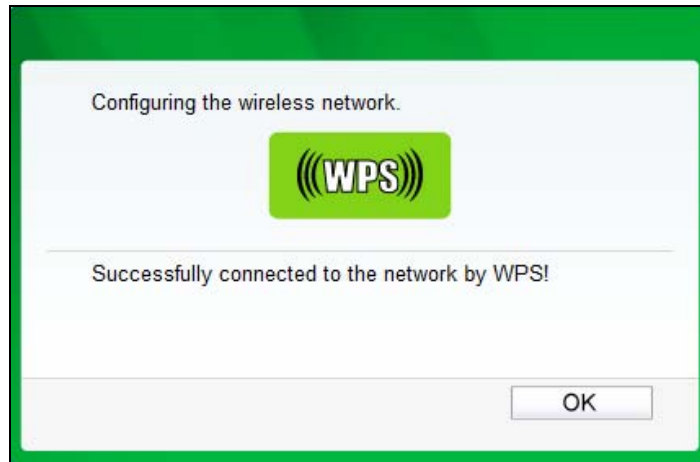 Configuring the wireless network.
WPS
Successfully connected to the network by WPS!
OK